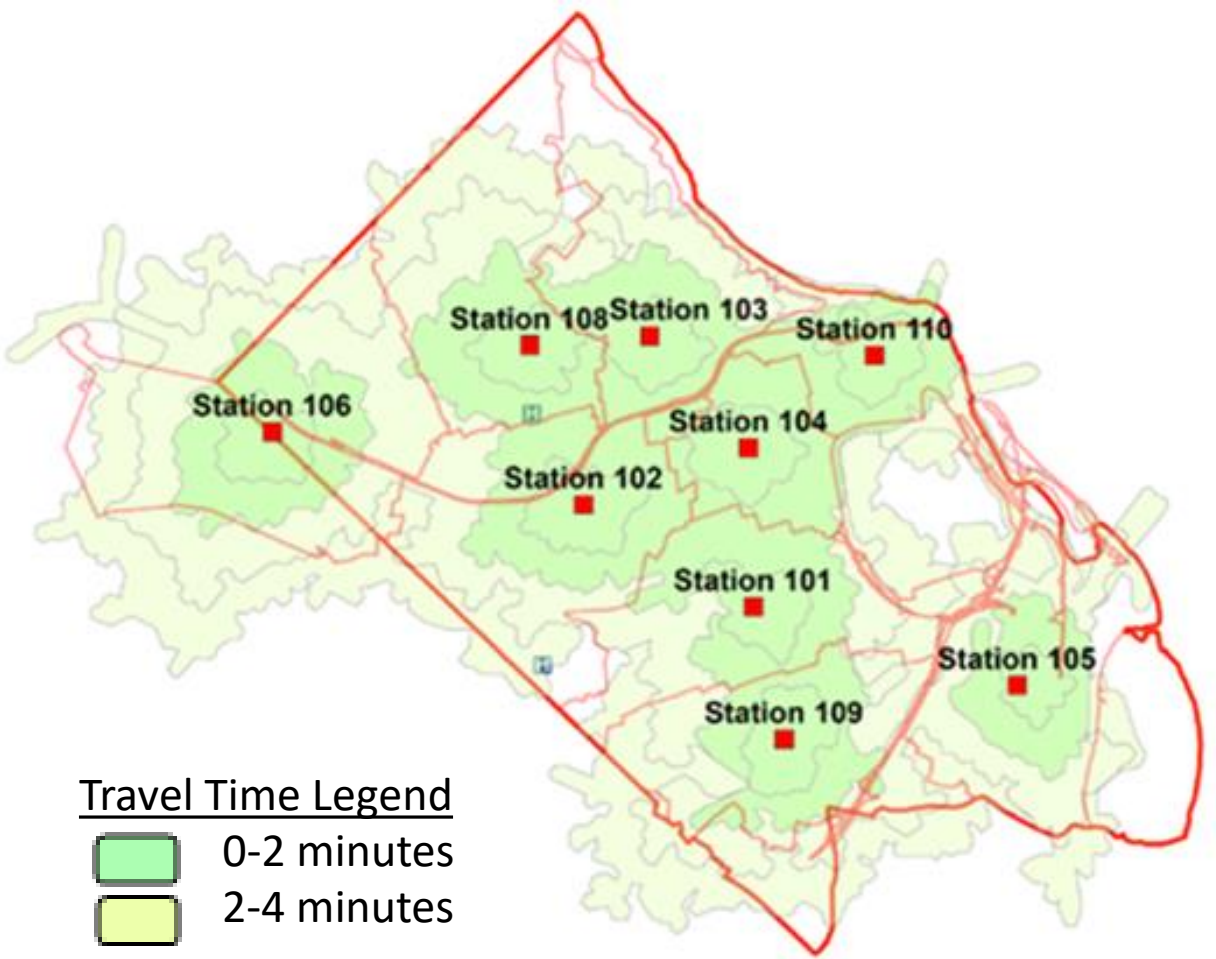 Station 108
Station 103
Station 110
Station 106
Station 104
Station 102
Station 101
Station 105
Station 109
H
H
Travel Time Legend
0-2 minutes
2-4 minutes